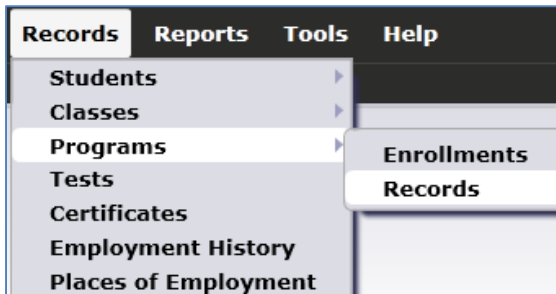 Records Reports Tools Help
Students
Classes
Programs
Enrollments
Records
Tests
Certificates
Employment History
Places of Employment